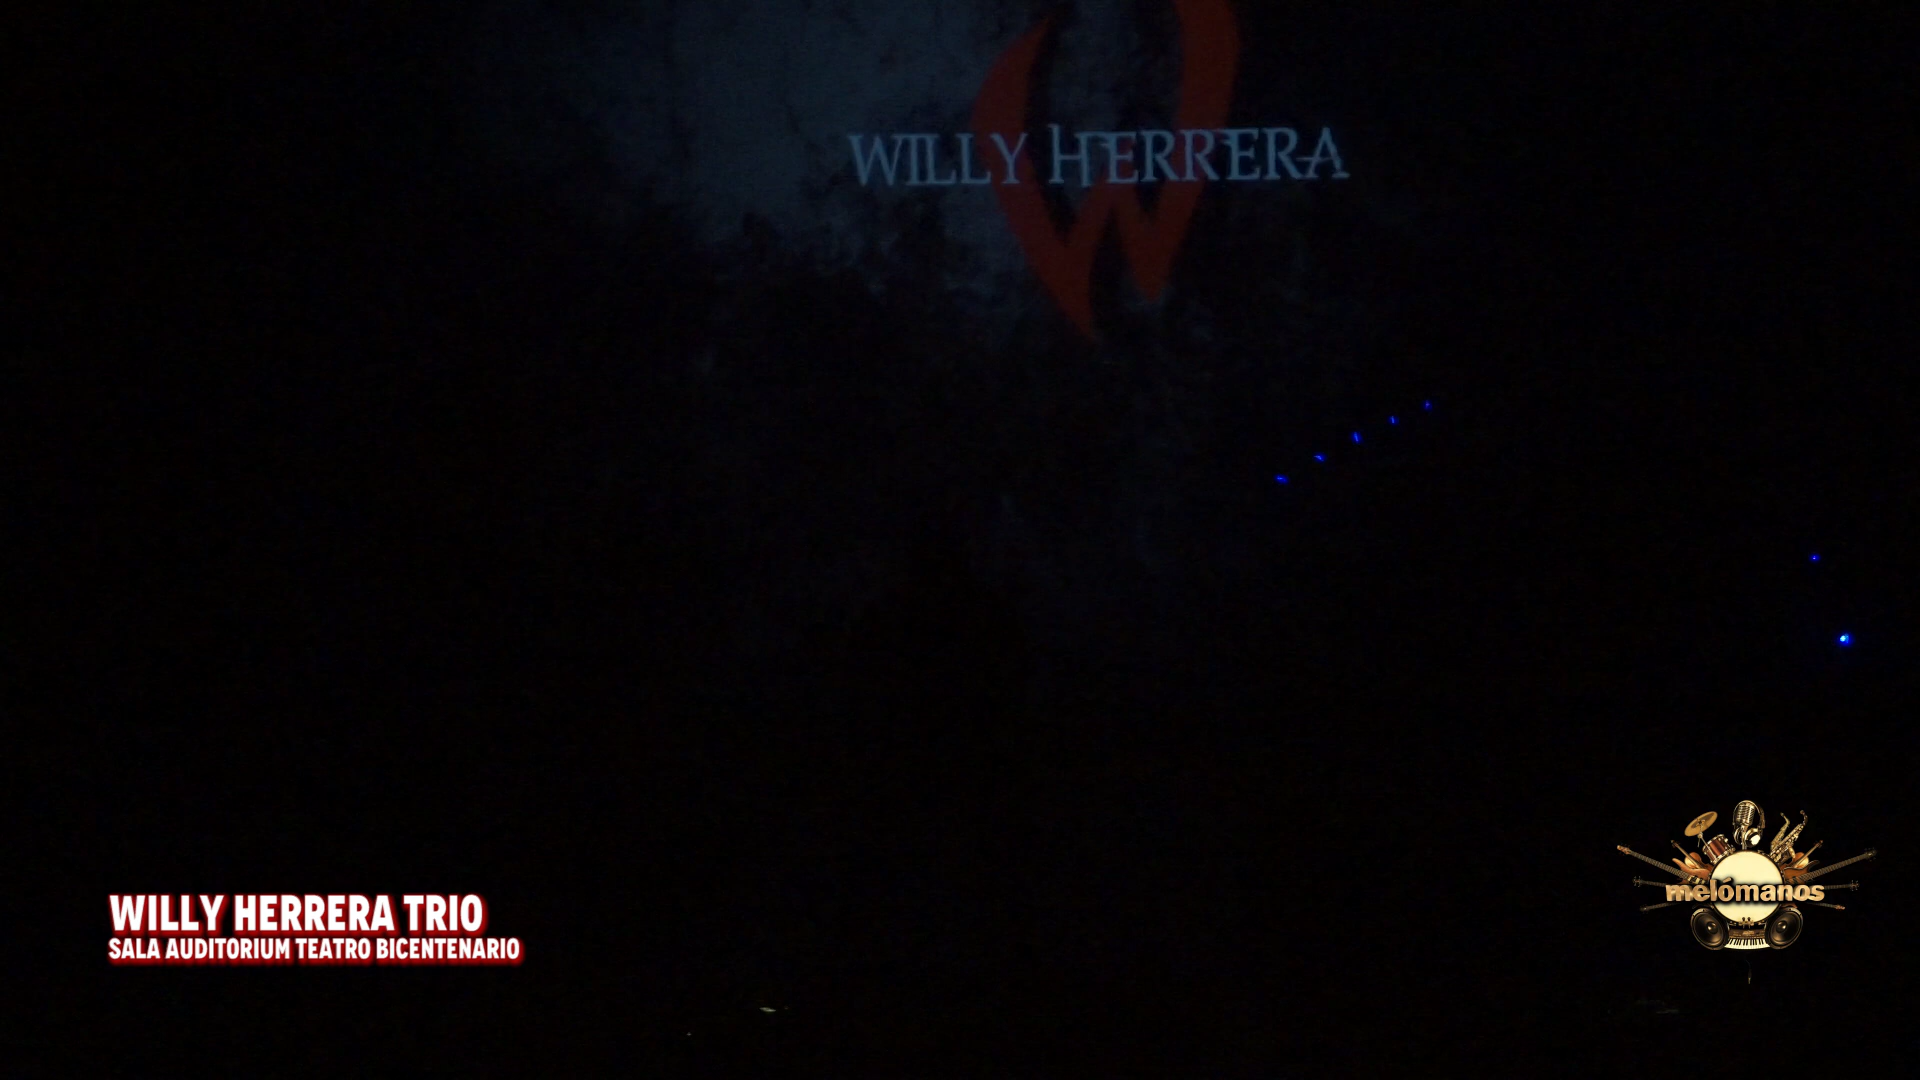 WILLY HERRERA
melómanos
WILLY HERRERA TRIO
SALA AUDITORIUM TEATRO BICENTENARIO